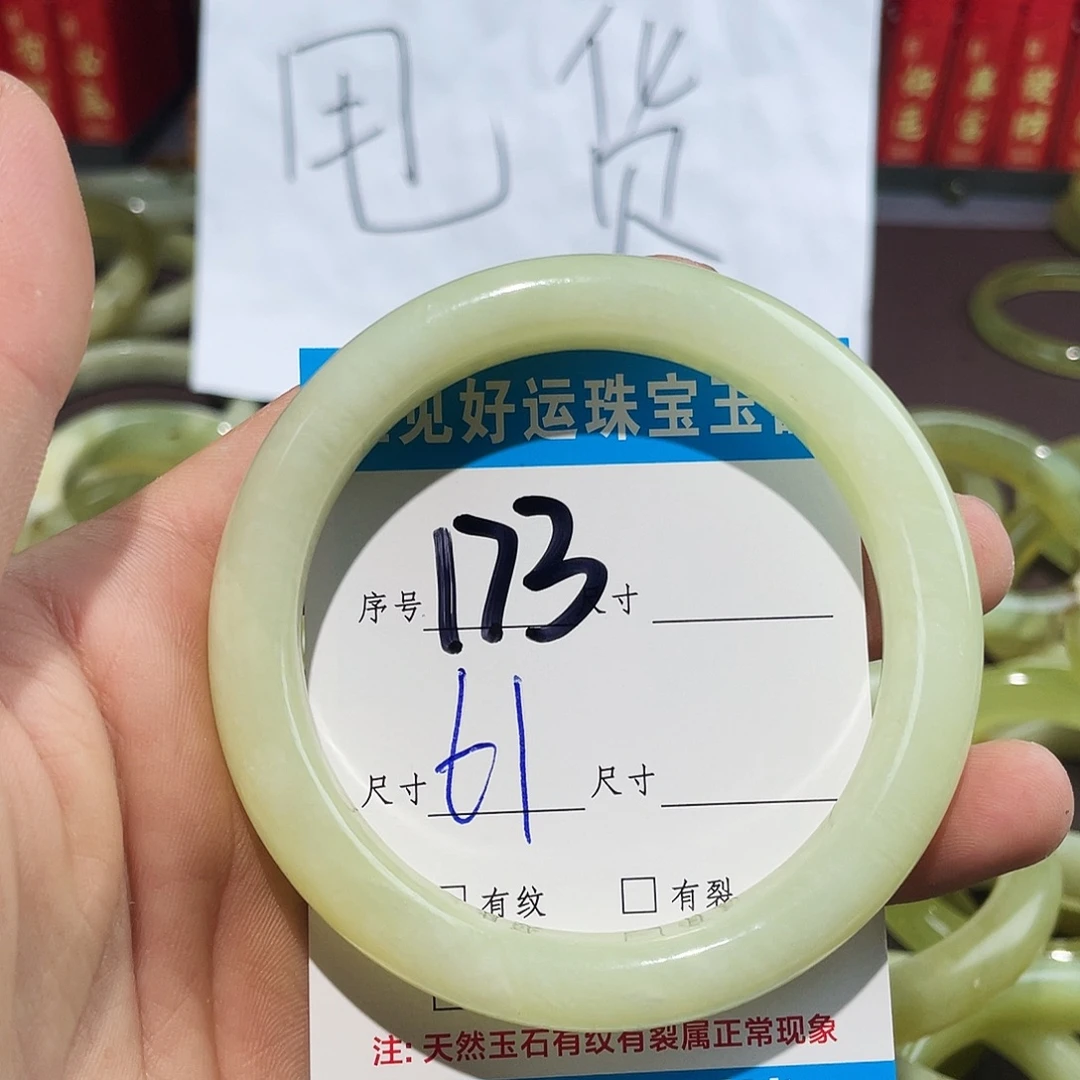 甩货
见好运珠宝玉
序号 173 尺寸
尺寸 61 尺寸
有纹 有裂
注: 天然玉石有纹有裂属正常现象